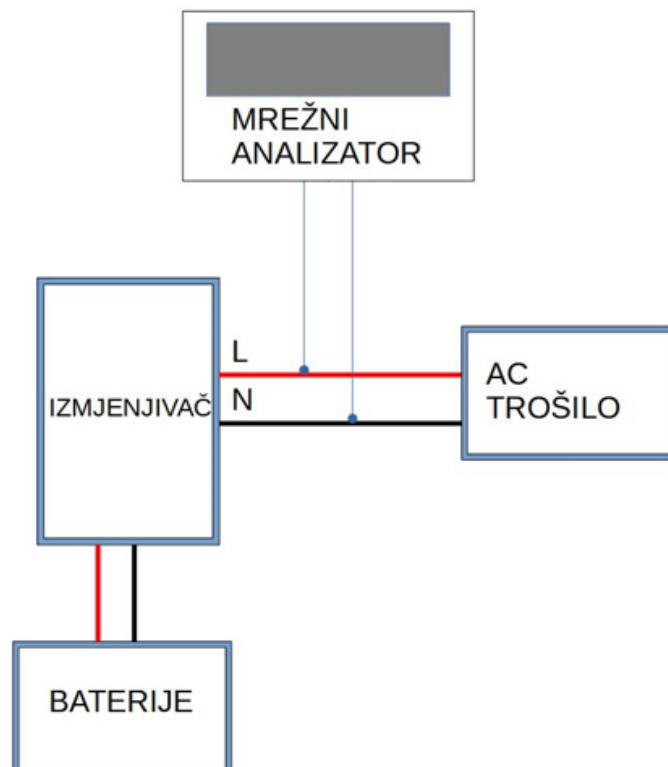 MREŽNI
ANALIZATOR
L
IZMJENJIVAČ
N
AC
TROŠILO
BATERIJE